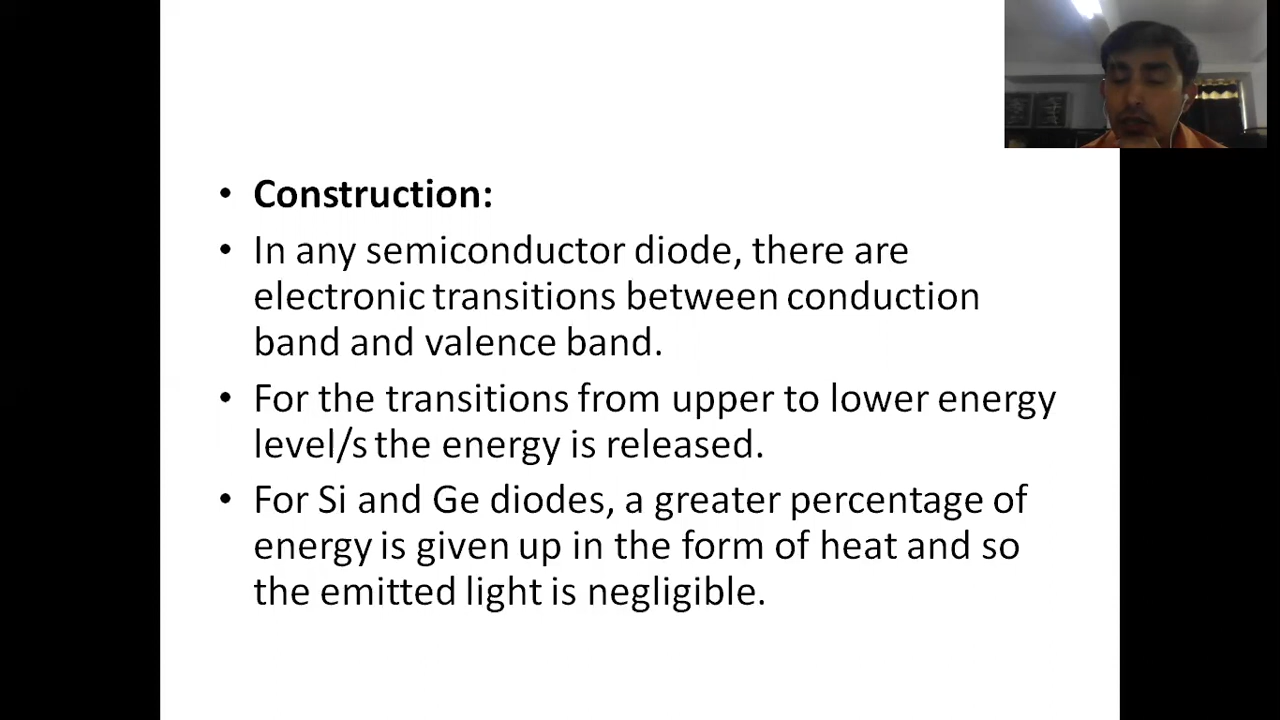 • Construction:
• In any semiconductor diode, there are
electronic transitions between conduction
band and valence band.
• For the transitions from upper to lower energy
level/s the energy is released.
• For Si and Ge diodes, a greater percentage of
energy is given up in the form of heat and so
the emitted light is negligible.